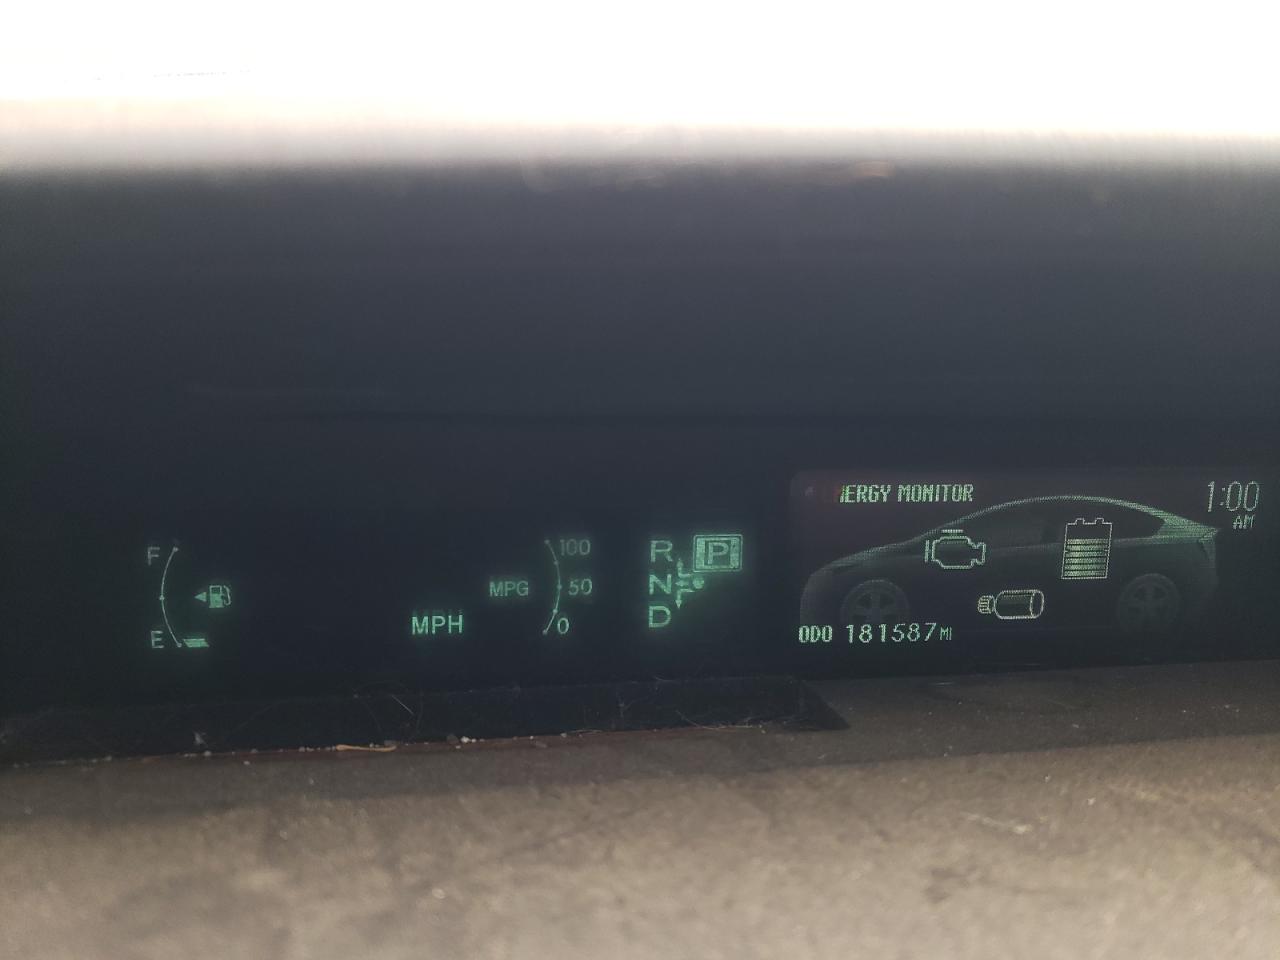 F
E
MPH
MPG
100
50
0
R
N
D
P
ERGY MONITOR
1:00
AM
ODO 181587 MI